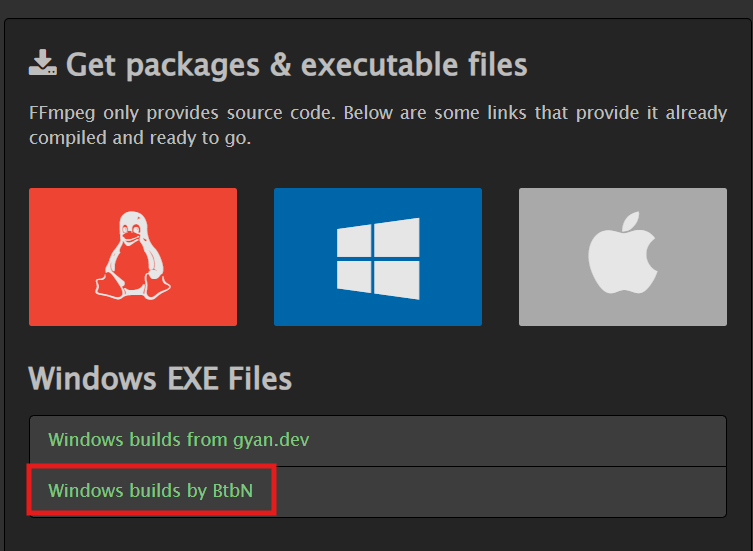 Get packages & executable files
FFmpeg only provides source code. Below are some links that provide it already
compiled and ready to go.
Windows EXE Files
Windows builds from gyan.dev
Windows builds by BtbN